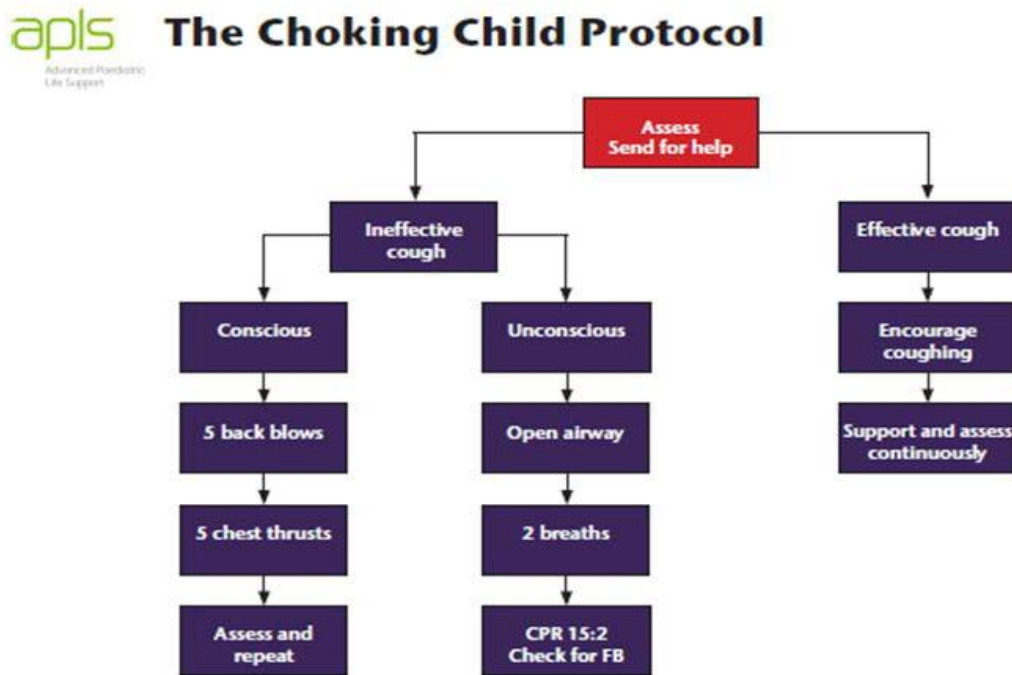 apls
Advanced Paediatric
Life Support
The Choking Child Protocol
Assess
Send for help
Ineffective
cough
Effective cough
Conscious
Unconscious
Encourage
coughing
5 back blows
Open airway
Support and assess
continuously
5 chest thrusts
2 breaths
Assess and
repeat
CPR 15:2
Check for FB